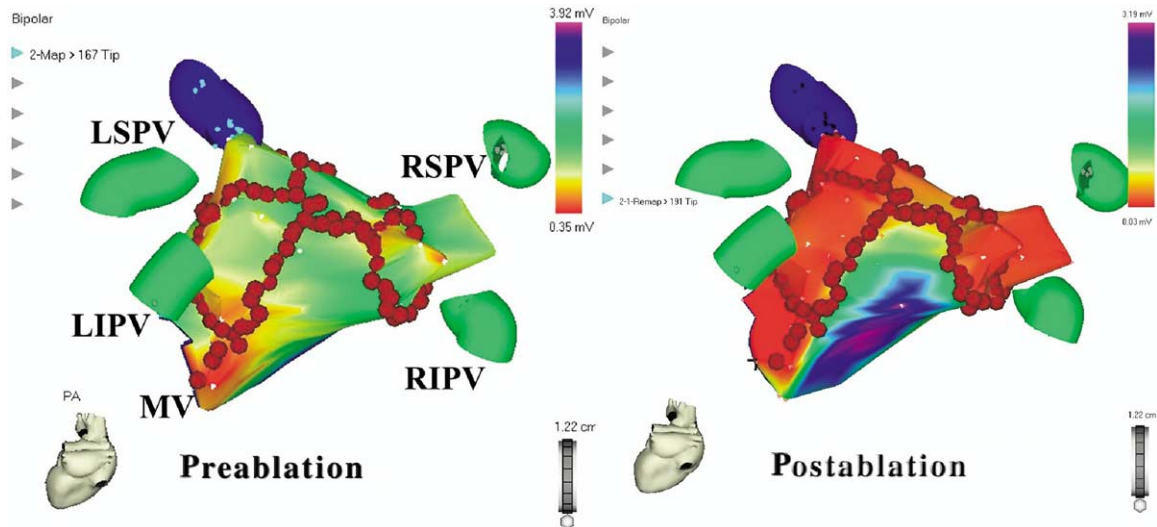 Bipolar
2-Map > 167 Tip
3.92 mV
0.35 mV
LSPV
RSPV
LIPV
RIPV
MV
PA
Preablation
1.22 cm
Bipolar
2-1-Remap > 191 Tip
3.19 mV
0.03 mV
Postablation
1.22 cm